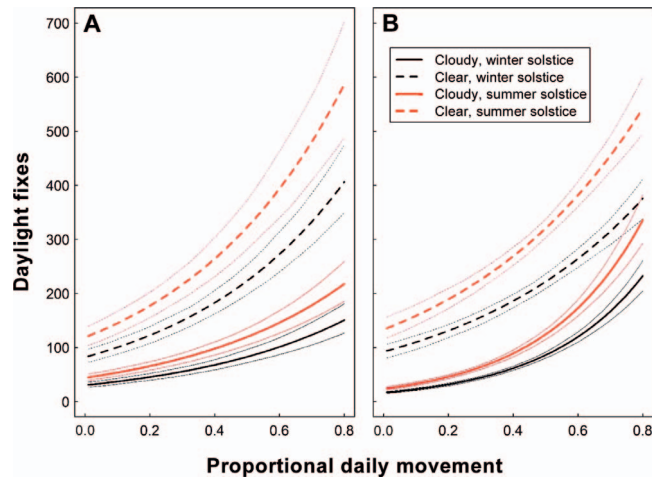 A
B
700
600
500
400
300
200
100
0
Daylight fixes
Cloudy, winter solstice
Clear, winter solstice
Cloudy, summer solstice
Clear, summer solstice
0.0 0.2 0.4 0.6 0.8 0.0 0.2 0.4 0.6 0.8
Proportional daily movement